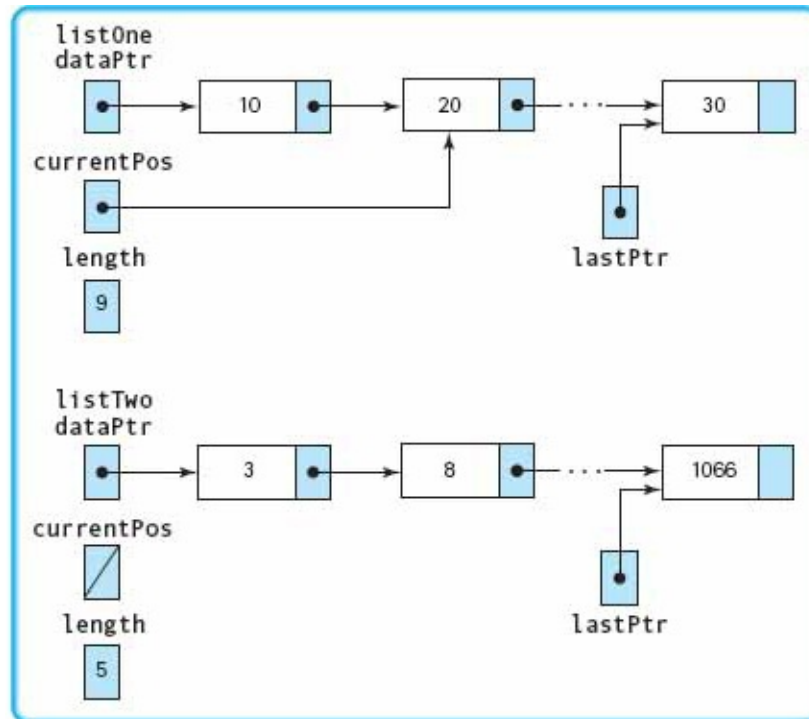 listOne
dataPtr
10
20
...
30
currentPos
lastPtr
length
9
listTwo
dataPtr
3
8
...
1066
currentPos
lastPtr
length
5